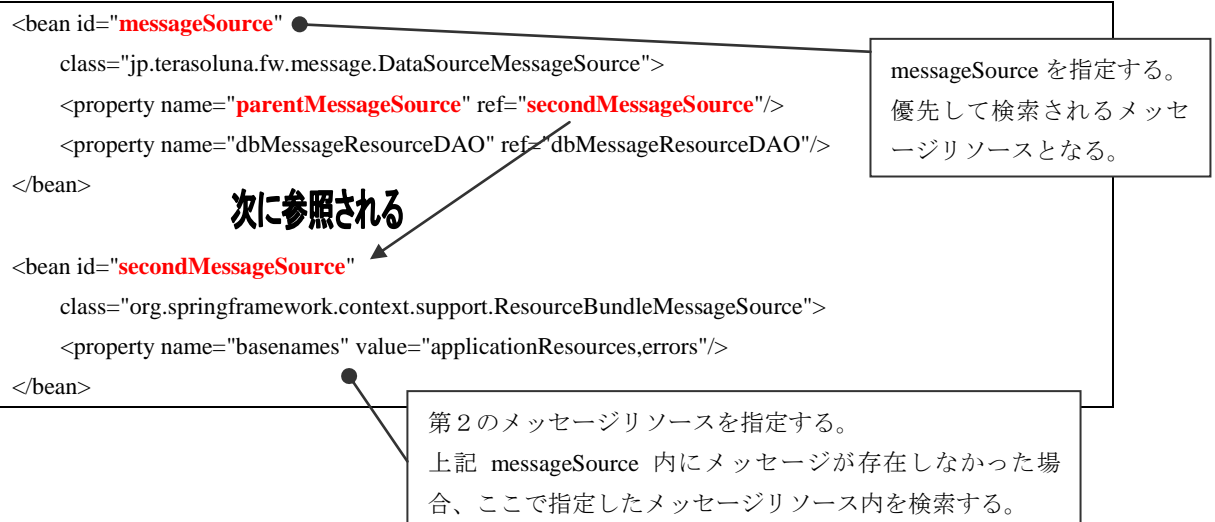 <bean id="messageSource"
class="jp.terasoluna.fw.message.DataSourceMessageSource">
<property name="parentMessageSource" ref="secondMessageSource"/>
<property name="dbMessageResourceDAO" ref="dbMessageResourceDAO"/>
</bean>
messageSource を指定する。
優先して検索されるメッセ
ージリソースとなる。
次に参照される
<bean id="secondMessageSource"
class="org.springframework.context.support.ResourceBundleMessageSource">
<property name="basenames" value="applicationResources,errors"/>
</bean>
第２のメッセージリソースを指定する。
上記 messageSource 内にメッセージが存在しなかった場
合、ここで指定したメッセージリソース内を検索する。